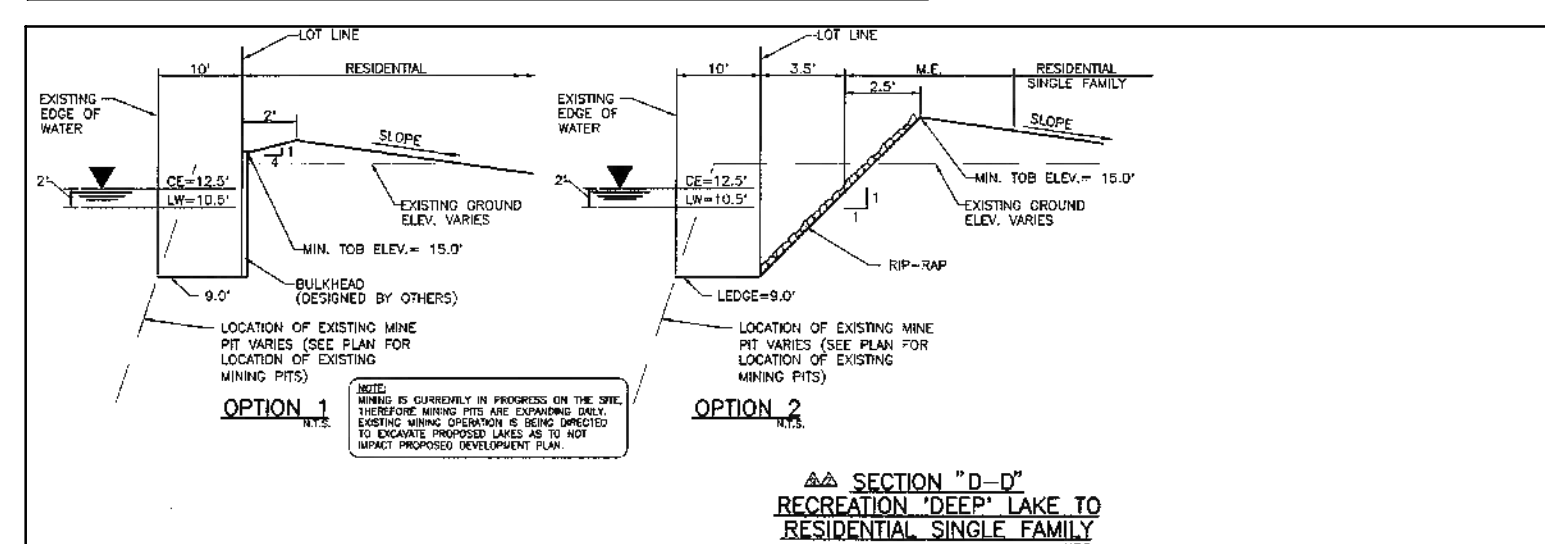 LOT LINE
10'
RESIDENTIAL
EXISTING
EDGE OF
WATER
2'
SLOPE
1
4
2'
CE=12.5'
LW=10.5'
EXISTING GROUND
ELEV. VARIES
MIN. TOB ELEV.= 15.0'
BULKHEAD
(DESIGNED BY OTHERS)
9.0'
LOCATION OF EXISTING MINE
PIT VARIES (SEE PLAN FOR
LOCATION OF EXISTING
MINING PITS)
OPTION 1
N.T.S.
NOTE:
MINING IS CURRENTLY IN PROGRESS ON THE SITE,
THEREFORE MINING PITS ARE EXPANDING DAILY.
EXISTING MINING OPERATION IS BEING DIRECTED
TO EXCAVATE PROPOSED LAKES AS TO NOT
IMPACT PROPOSED DEVELOPMENT PLAN.
LOT LINE
10'
3.5'
M.E.
RESIDENTIAL
SINGLE FAMILY
2.5'
EXISTING
EDGE OF
WATER
SLOPE
2'
CE=12.5'
LW=10.5'
MIN. TOB ELEV.= 15.0'
1
1
EXISTING GROUND
ELEV. VARIES
RIP-RAP
LEDGE=9.0'
LOCATION OF EXISTING MINE
PIT VARIES (SEE PLAN FOR
LOCATION OF EXISTING
MINING PITS)
OPTION 2
N.T.S.
SECTION "D-D"
RECREATION 'DEEP' LAKE TO
RESIDENTIAL SINGLE FAMILY